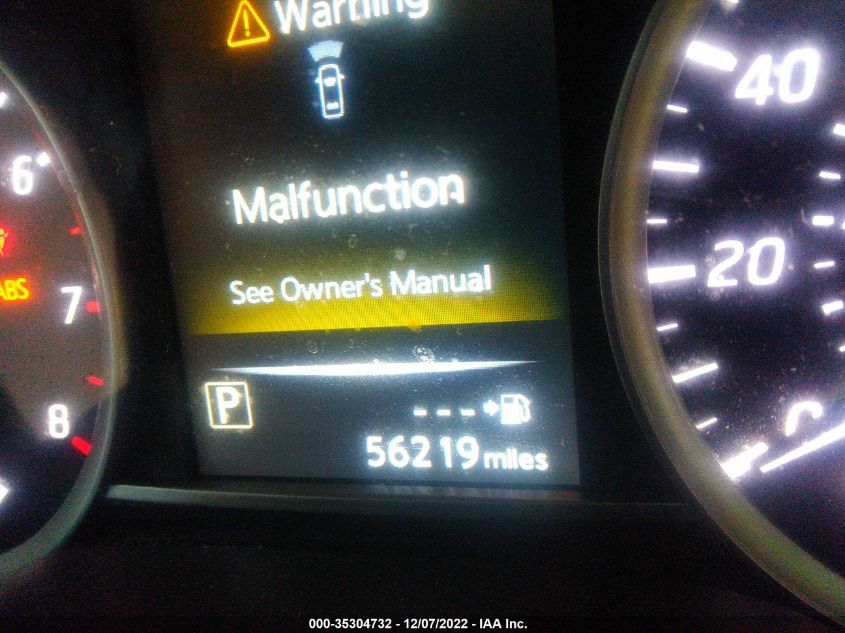 Warning
Malfunction
See Owner's Manual
P
--- 
56219 miles
6
ABS
7
8
40
20
0
000-35304732 - 12/07/2022 - IAA Inc.